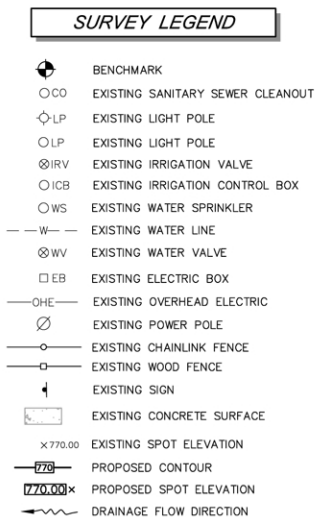 SURVEY LEGEND
BENCHMARK
CO EXISTING SANITARY SEWER CLEANOUT
LP EXISTING LIGHT POLE
LP EXISTING LIGHT POLE
IRV EXISTING IRRIGATION VALVE
ICB EXISTING IRRIGATION CONTROL BOX
WS EXISTING WATER SPRINKLER
W EXISTING WATER LINE
WV EXISTING WATER VALVE
EB EXISTING ELECTRIC BOX
OHE EXISTING OVERHEAD ELECTRIC
EXISTING POWER POLE
EXISTING CHAINLINK FENCE
EXISTING WOOD FENCE
EXISTING SIGN
EXISTING CONCRETE SURFACE
×770.00 EXISTING SPOT ELEVATION
770 PROPOSED CONTOUR
770.00× PROPOSED SPOT ELEVATION
DRAINAGE FLOW DIRECTION